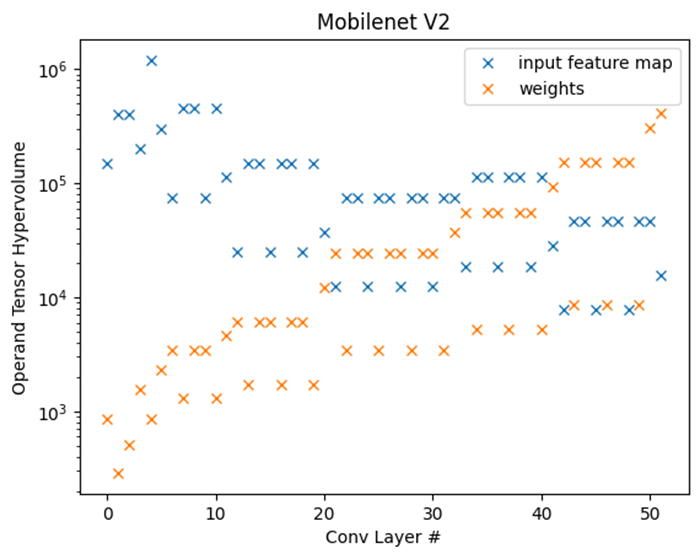 Mobilenet V2
input feature map
weights
Operand Tensor Hypervolume
10^6
10^5
10^4
10^3
0 10 20 30 40 50
Conv Layer #